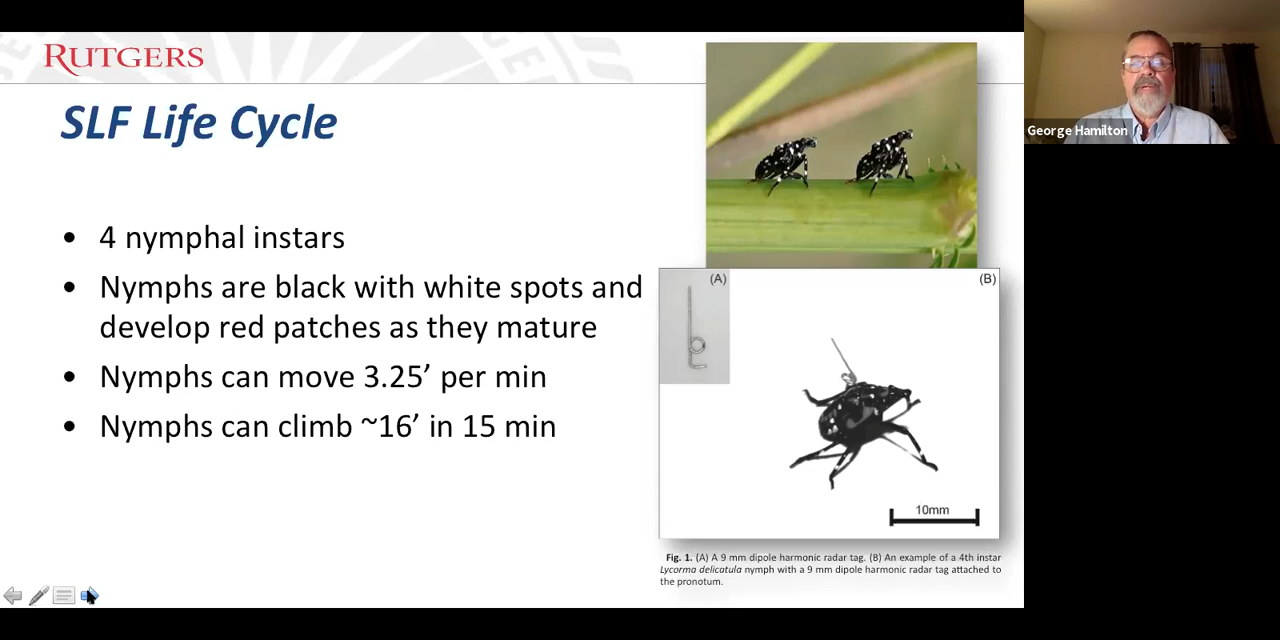 RUTGERS
SLF Life Cycle
• 4 nymphal instars
• Nymphs are black with white spots and
develop red patches as they mature
• Nymphs can move 3.25’ per min
• Nymphs can climb ~16’ in 15 min
(A)
(B)
10mm
Fig. 1. (A) A 9 mm dipole harmonic radar tag. (B) An example of a 4th instar
Lycorma delicatula nymph with a 9 mm dipole harmonic radar tag attached to
the pronotum.
George Hamilton